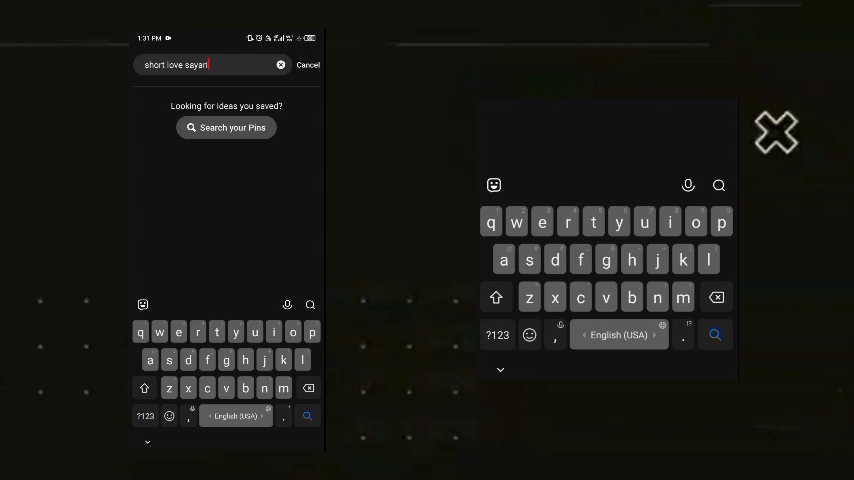 1:31 PM
short love sayari
Cancel
Looking for ideas you saved?
Search your Pins
q w e r t y u i o p
a s d f g h j k l
z x c v b n m
?123 , English (USA) .
q w e r t y u i o p
a s d f g h j k l
z x c v b n m
?123 , English (USA) .